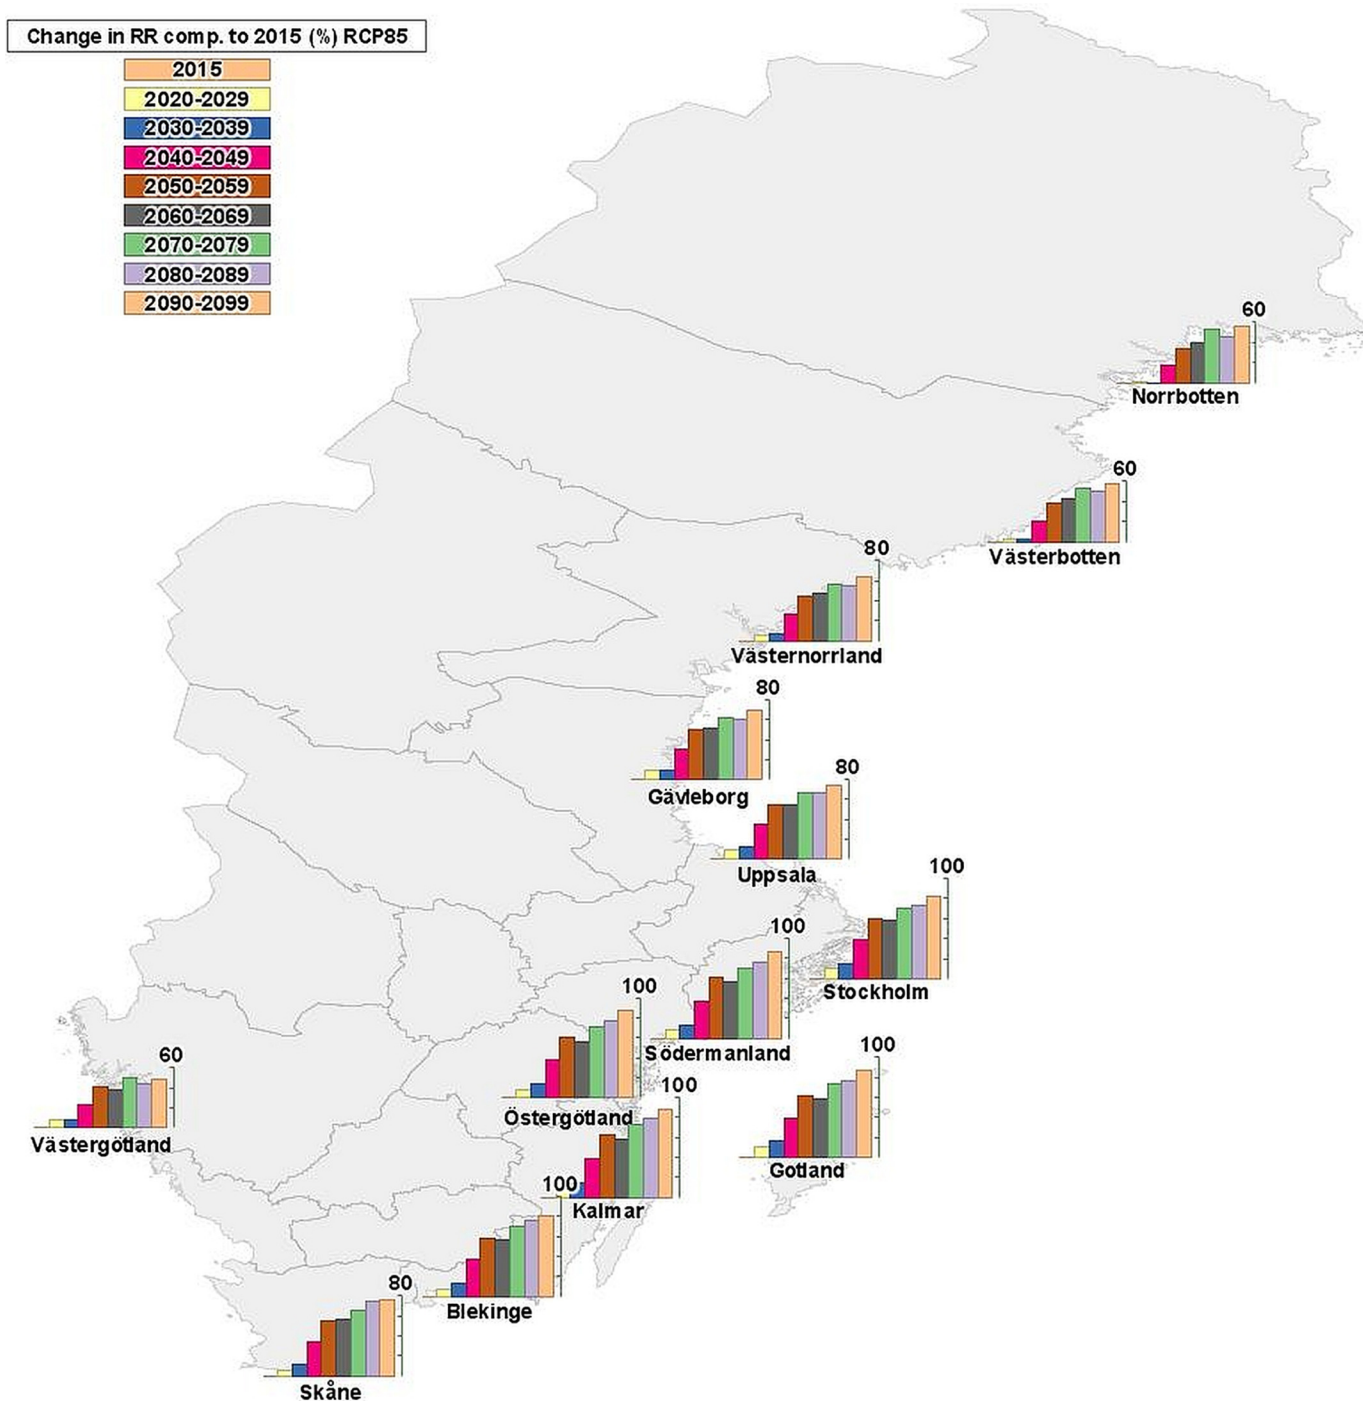 Change in RR comp. to 2015 (%) RCP85
2015
2020-2029
2030-2039
2040-2049
2050-2059
2060-2069
2070-2079
2080-2089
2090-2099
60
Norrbotten
60
Västerbotten
80
Västernorrland
80
Gävleborg
80
Uppsala
100
Stockholm
100
Södermanland
100
Östergötland
60
Västergötland
100
Gotland
100
Kalmar
100
Blekinge
80
Skåne